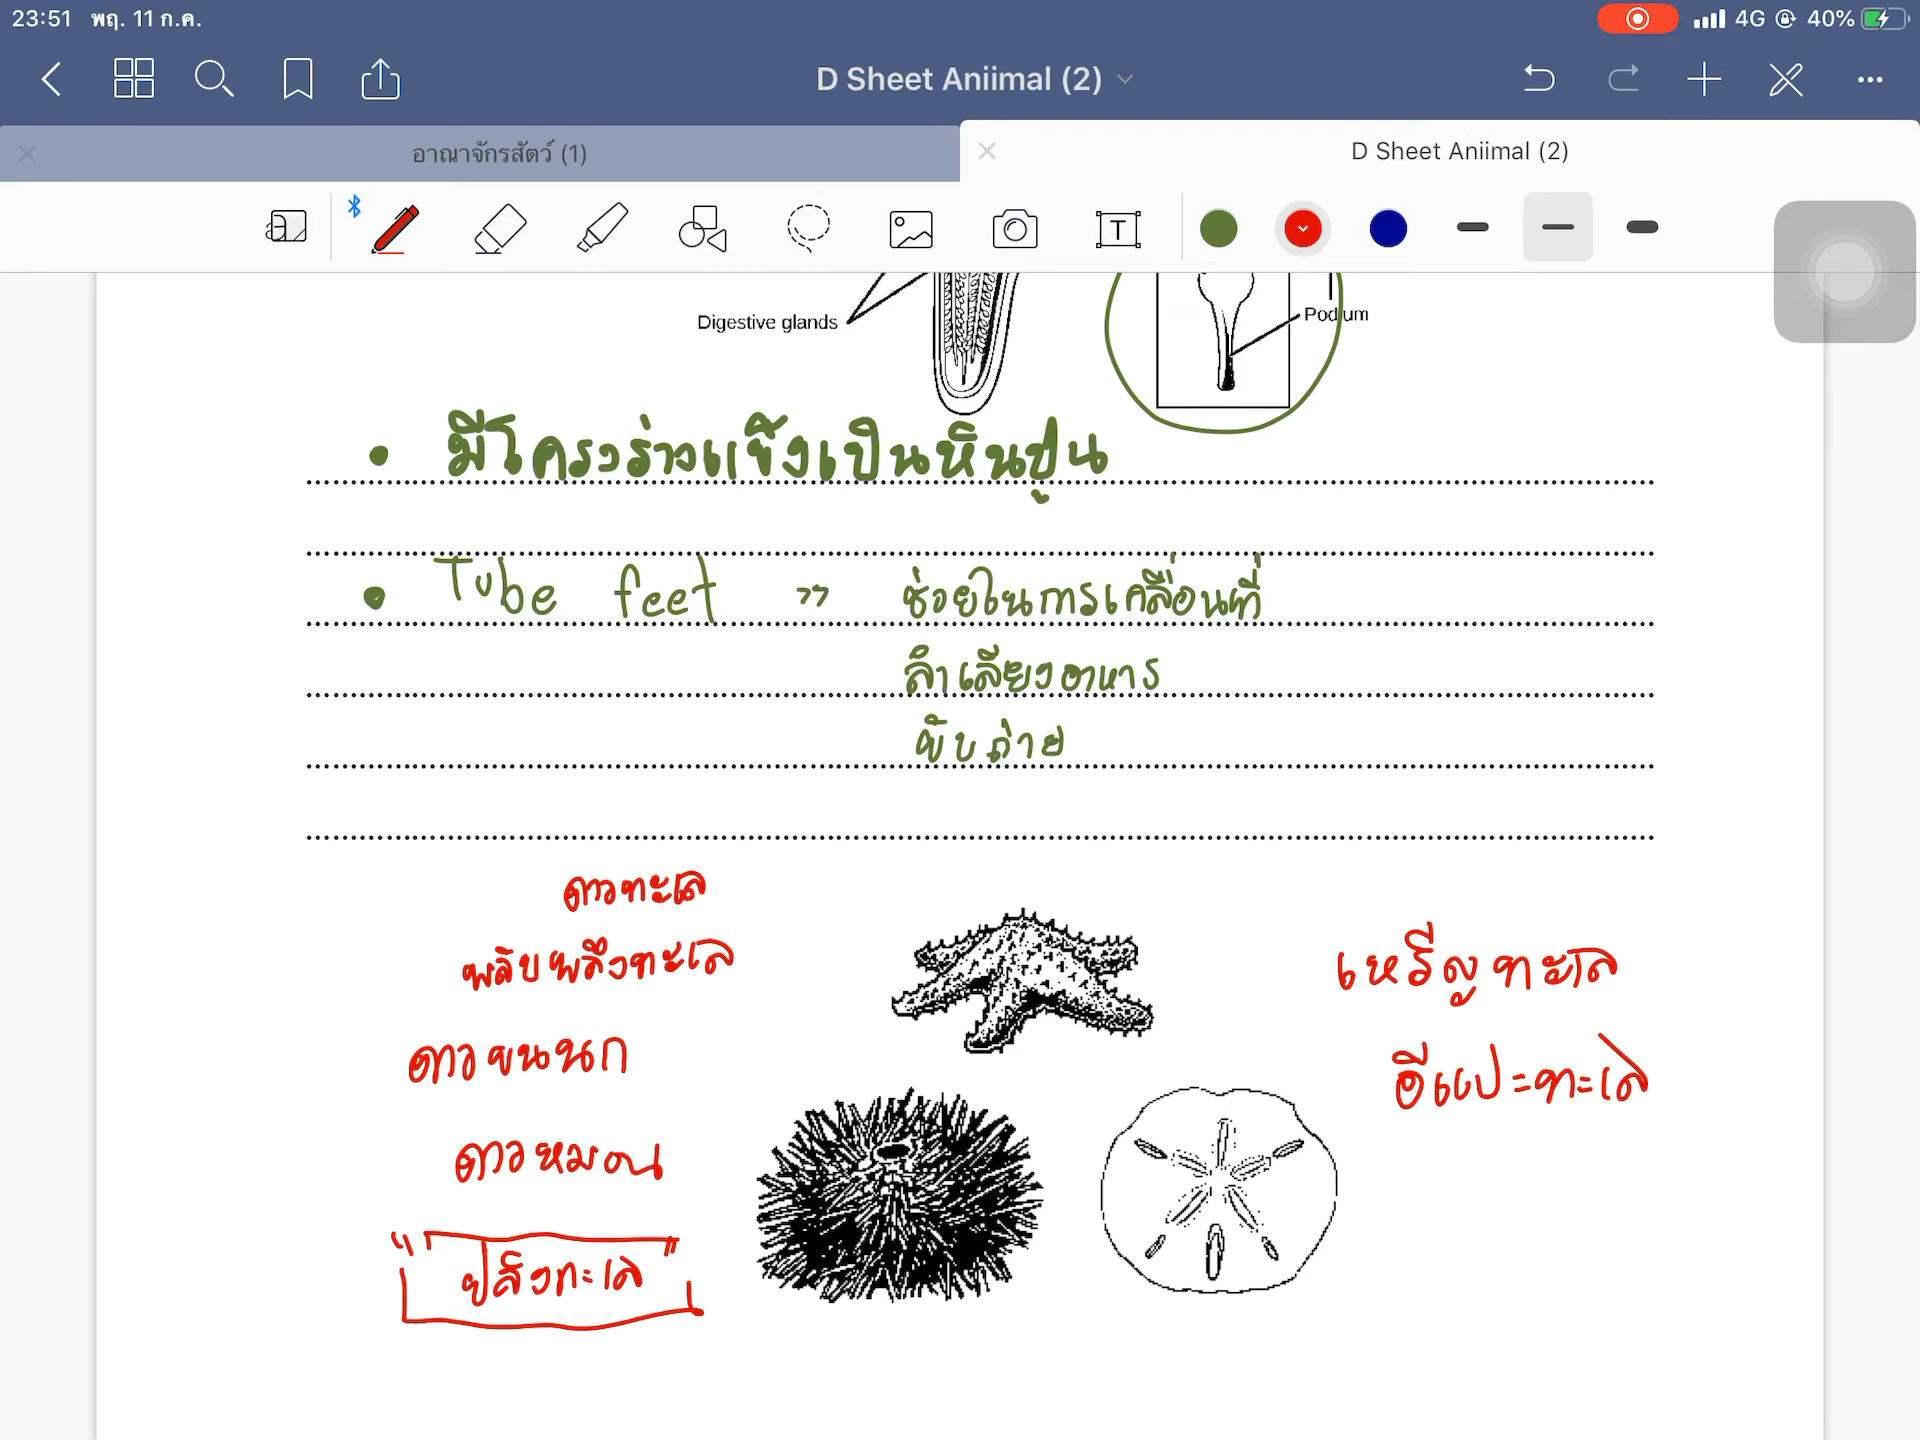 23:51 พฤ. 11 ก.ค.
4G 40%
D Sheet Aniimal (2)
อาณาจักรสัตว์ (1)
D Sheet Aniimal (2)
T
Digestive glands
Podium
• มีโครงร่างแข็งเป็นหินปูน
• Tube feet >> ช่วยในการเคลื่อนที่
ลำเลียงอาหาร
ขับถ่าย
ดาวทะเล
พลับพลึงทะเล
เหรีญทะเล
ดาวขนนก
อีแปะทะเล
ดาวหมอน
"ปลิงทะเล"